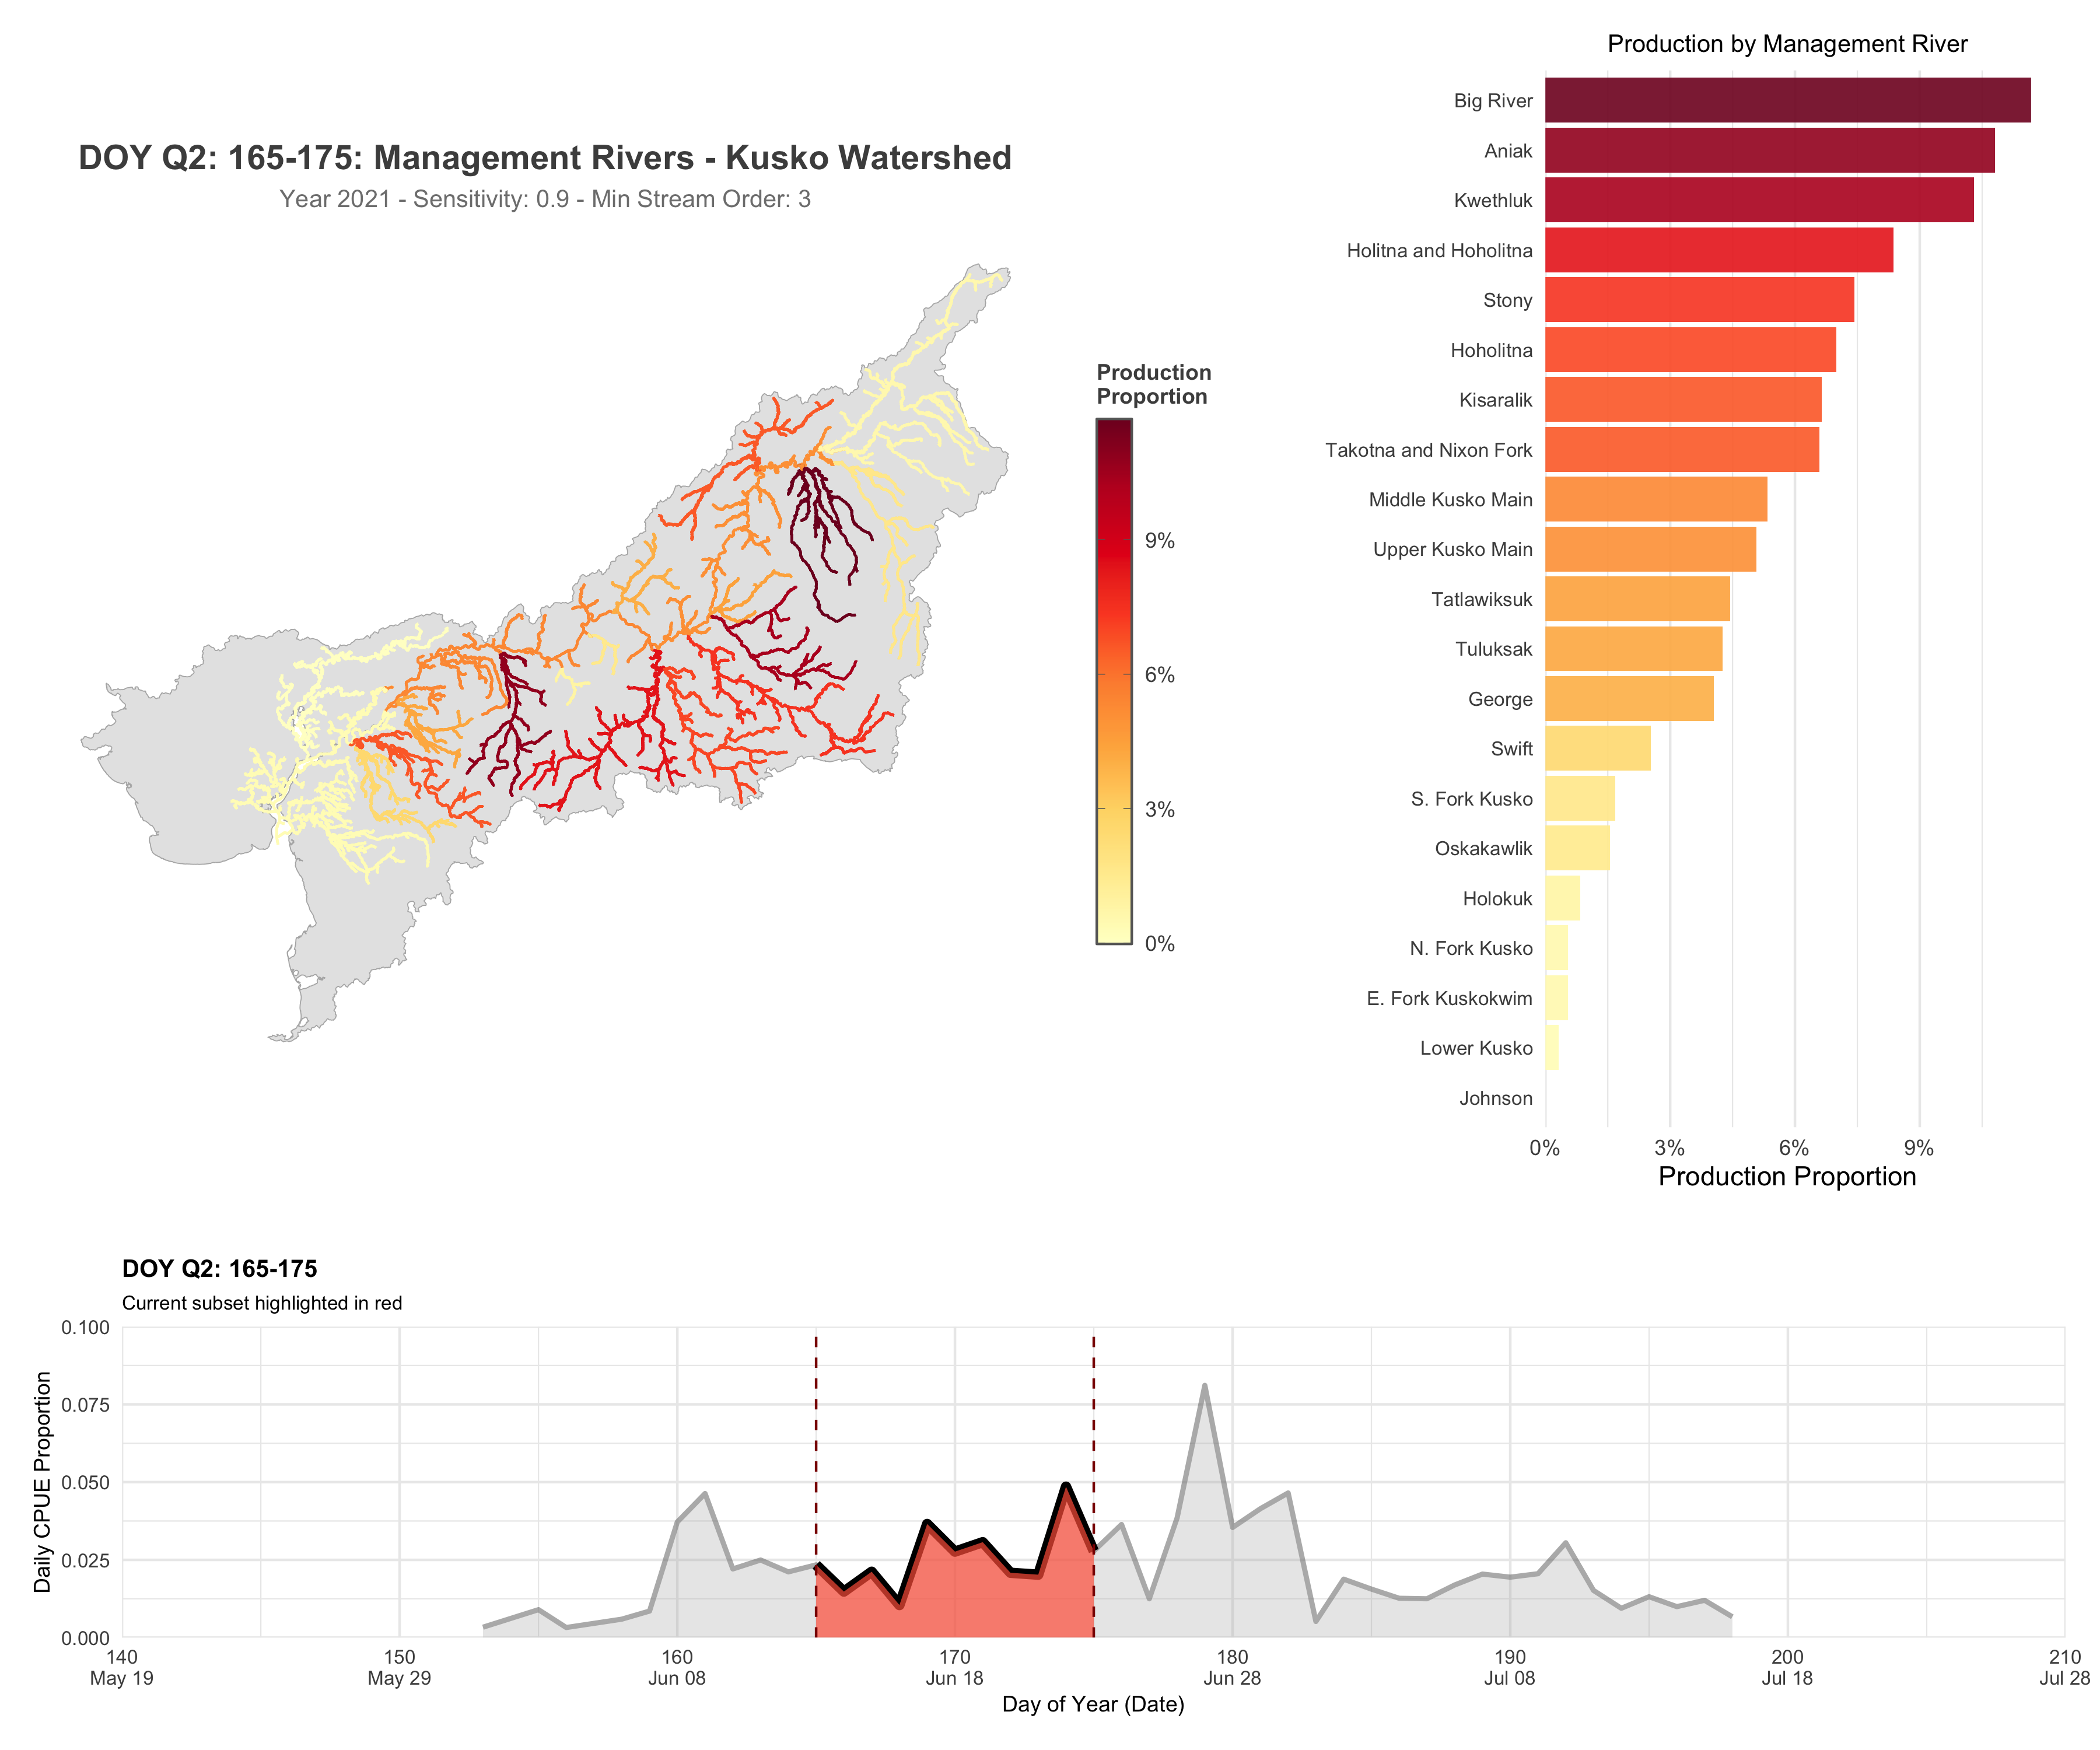 DOY Q2: 165-175: Management Rivers - Kusko Watershed
Year 2021 - Sensitivity: 0.9 - Min Stream Order: 3
Production
Proportion
9%
6%
3%
0%
Production by Management River
Big River
Aniak
Kwethluk
Holitna and Hoholitna
Stony
Hoholitna
Kisaralik
Takotna and Nixon Fork
Middle Kusko Main
Upper Kusko Main
Tatlawiksuk
Tuluksak
George
Swift
S. Fork Kusko
Oskakawlik
Holokuk
N. Fork Kusko
E. Fork Kuskokwim
Lower Kusko
Johnson
0% 3% 6% 9%
Production Proportion
DOY Q2: 165-175
Current subset highlighted in red
Daily CPUE Proportion
0.100
0.075
0.050
0.025
0.000
140 150 160 170 180 190 200 210
May 19 May 29 Jun 08 Jun 18 Jun 28 Jul 08 Jul 18 Jul 28
Day of Year (Date)